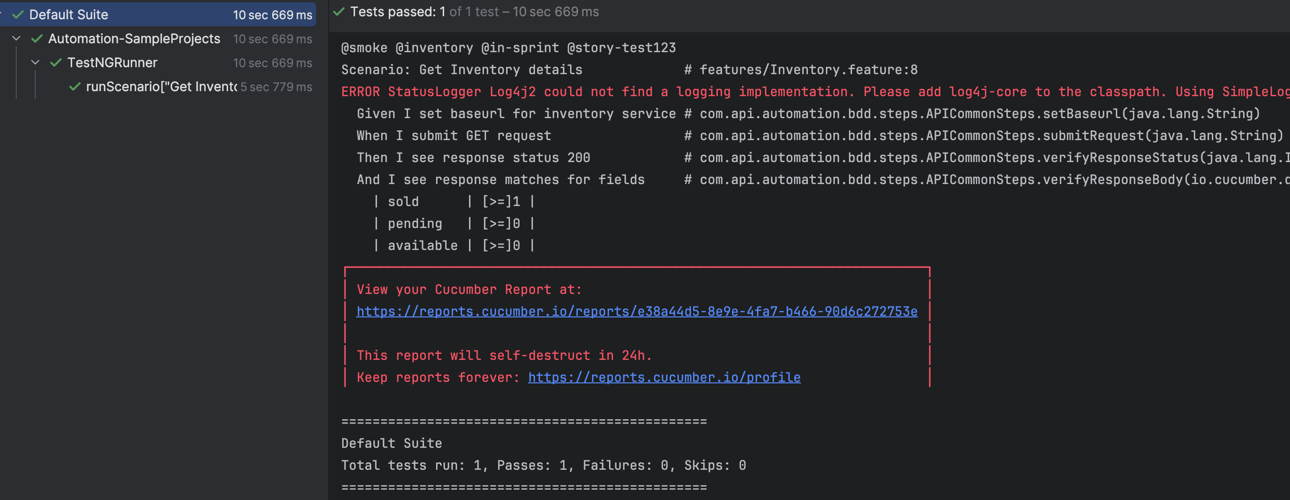 Default Suite 10 sec 669 ms
Automation-SampleProjects 10 sec 669 ms
TestNGRunner 10 sec 669 ms
runScenario["Get Invento 5 sec 779 ms
Tests passed: 1 of 1 test – 10 sec 669 ms
@smoke @inventory @in-sprint @story-test123
Scenario: Get Inventory details # features/Inventory.feature:8
ERROR StatusLogger Log4j2 could not find a logging implementation. Please add log4j-core to the classpath. Using SimpleLog
Given I set baseurl for inventory service # com.api.automation.bdd.steps.APICommonSteps.setBaseurl(java.lang.String)
When I submit GET request # com.api.automation.bdd.steps.APICommonSteps.submitRequest(java.lang.String)
Then I see response status 200 # com.api.automation.bdd.steps.APICommonSteps.verifyResponseStatus(java.lang.I
And I see response matches for fields # com.api.automation.bdd.steps.APICommonSteps.verifyResponseBody(io.cucumber.d
| sold | [>=]1 |
| pending | [>=]0 |
| available | [>=]0 |
View your Cucumber Report at:
https://reports.cucumber.io/reports/e38a44d5-8e9e-4fa7-b466-90d6c272753e
This report will self-destruct in 24h.
Keep reports forever: https://reports.cucumber.io/profile
===============================================
Default Suite
Total tests run: 1, Passes: 1, Failures: 0, Skips: 0
===============================================